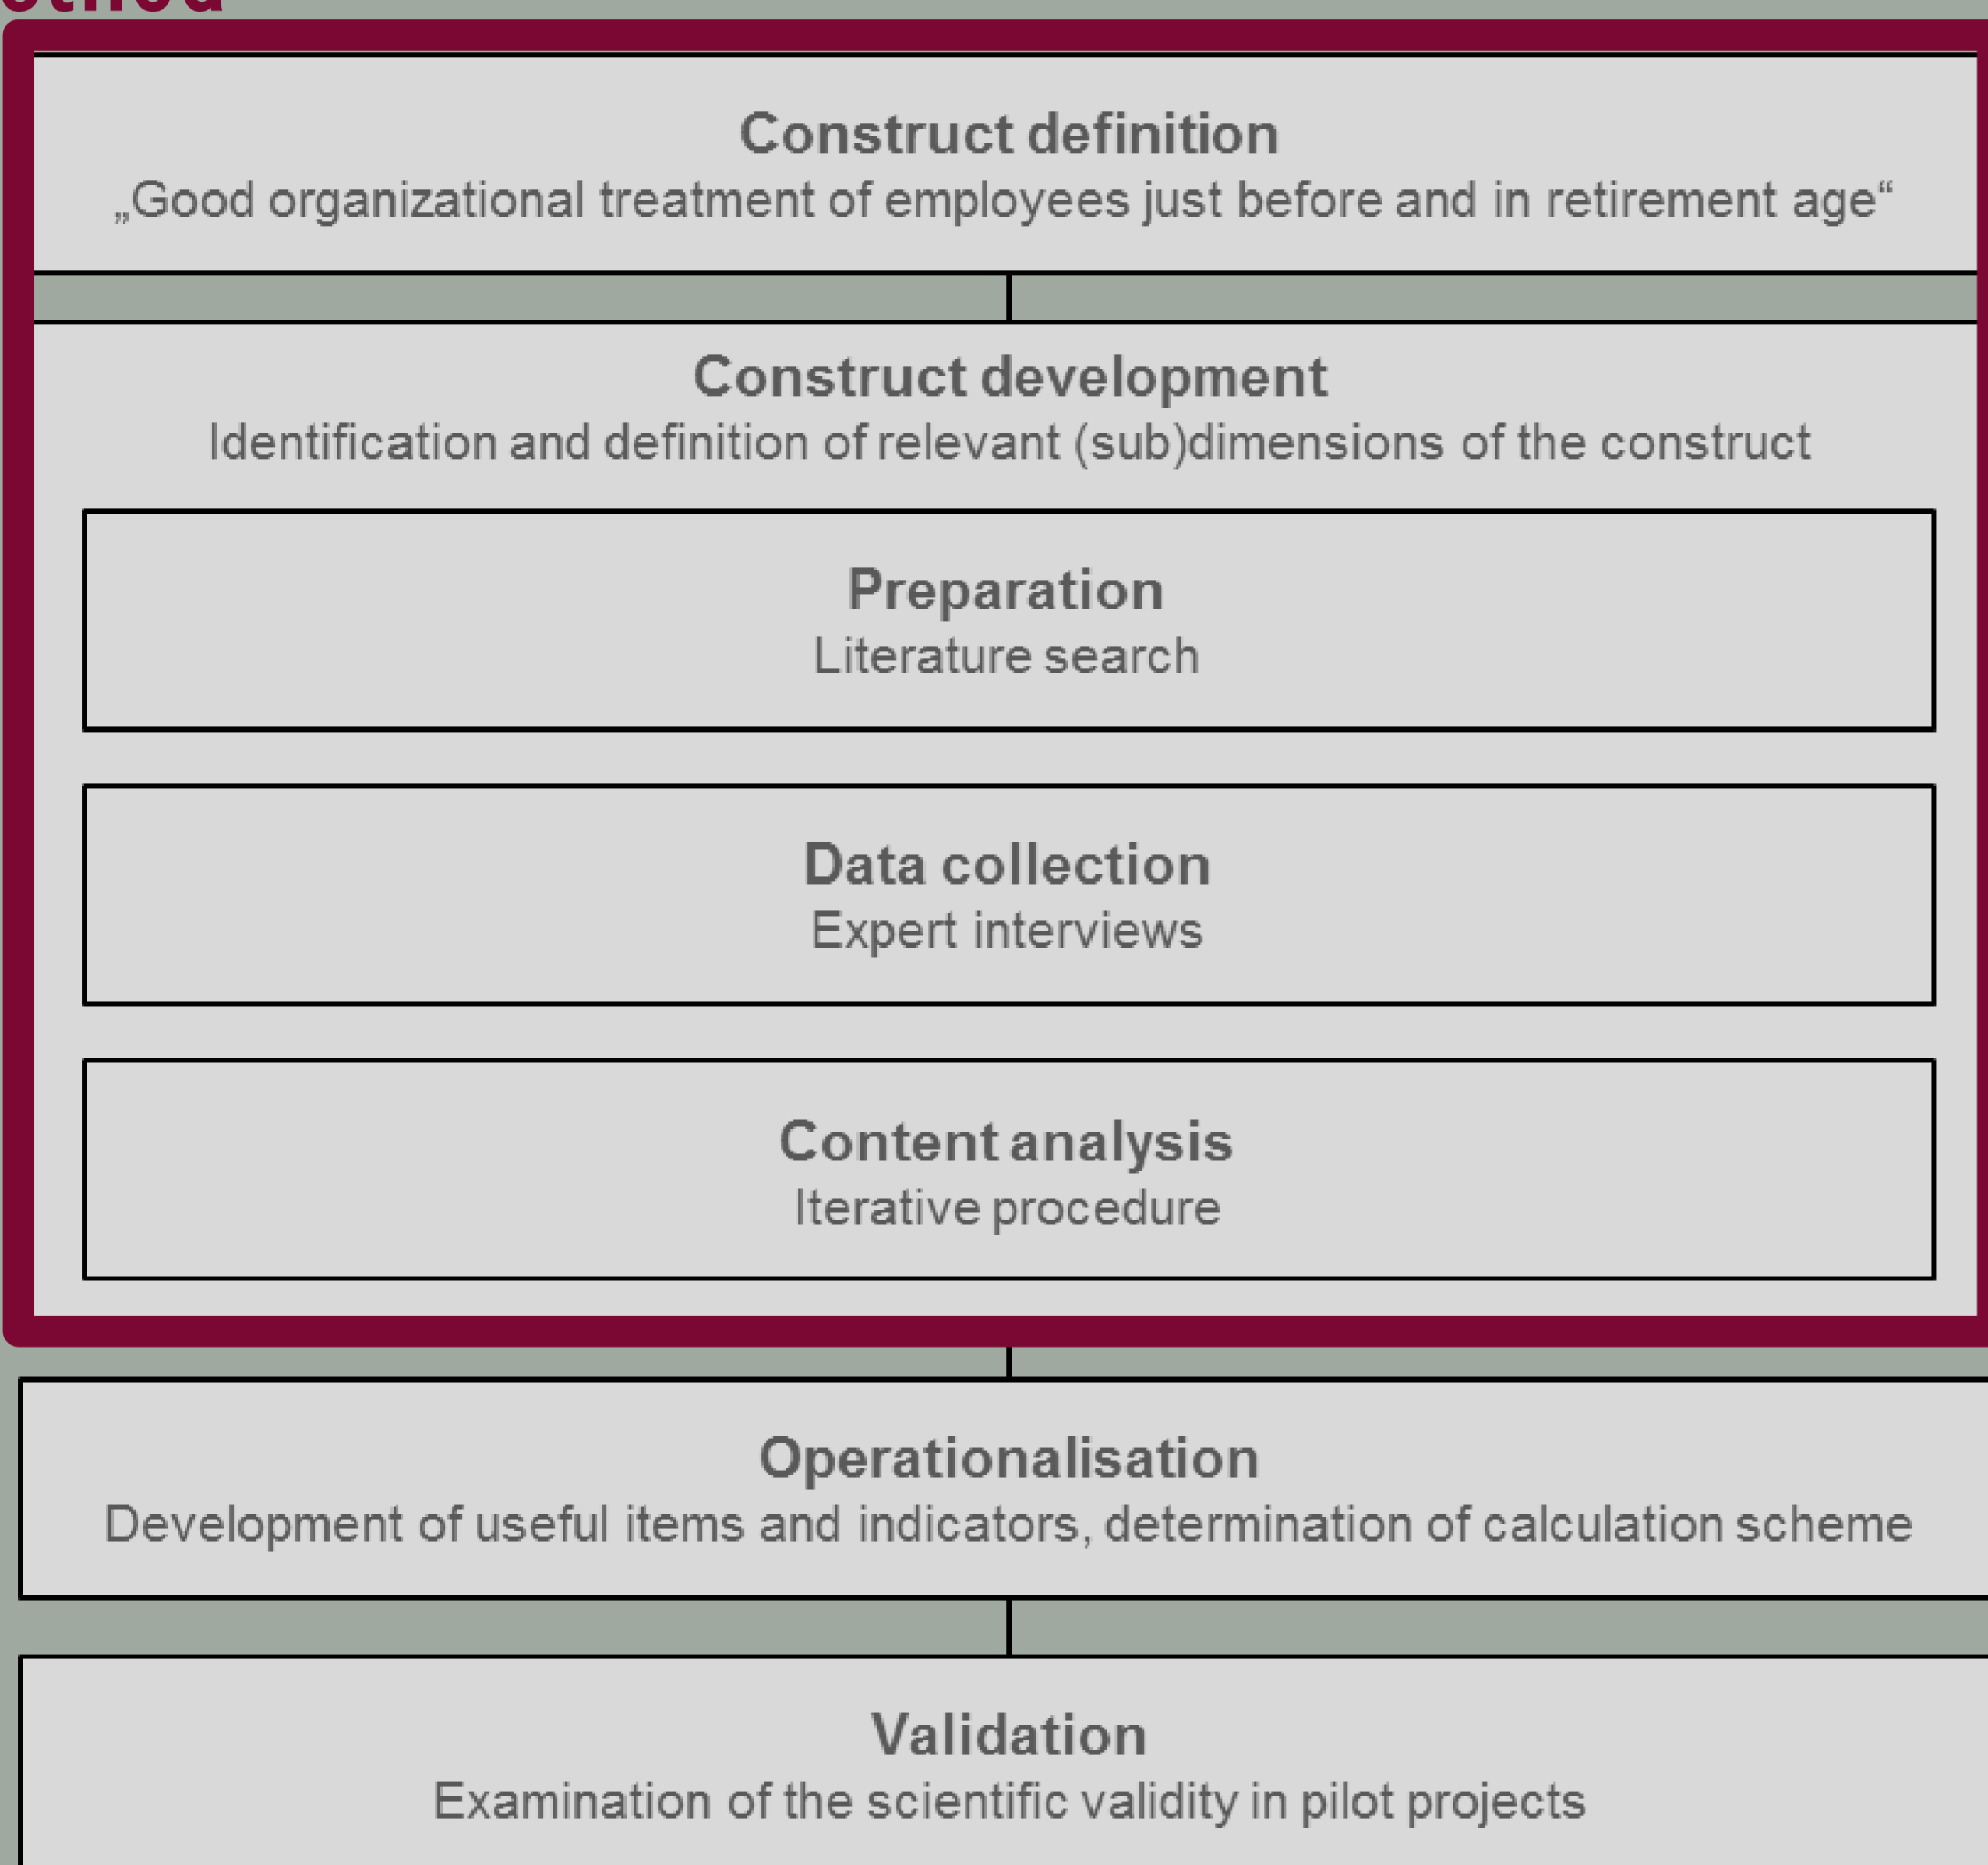 Construct definition
„Good organizational treatment of employees just before and in retirement age“
Construct development
Identification and definition of relevant (sub)dimensions of the construct
Preparation
Literature search
Data collection
Expert interviews
Content analysis
Iterative procedure
Operationalisation
Development of useful items and indicators, determination of calculation scheme
Validation
Examination of the scientific validity in pilot projects